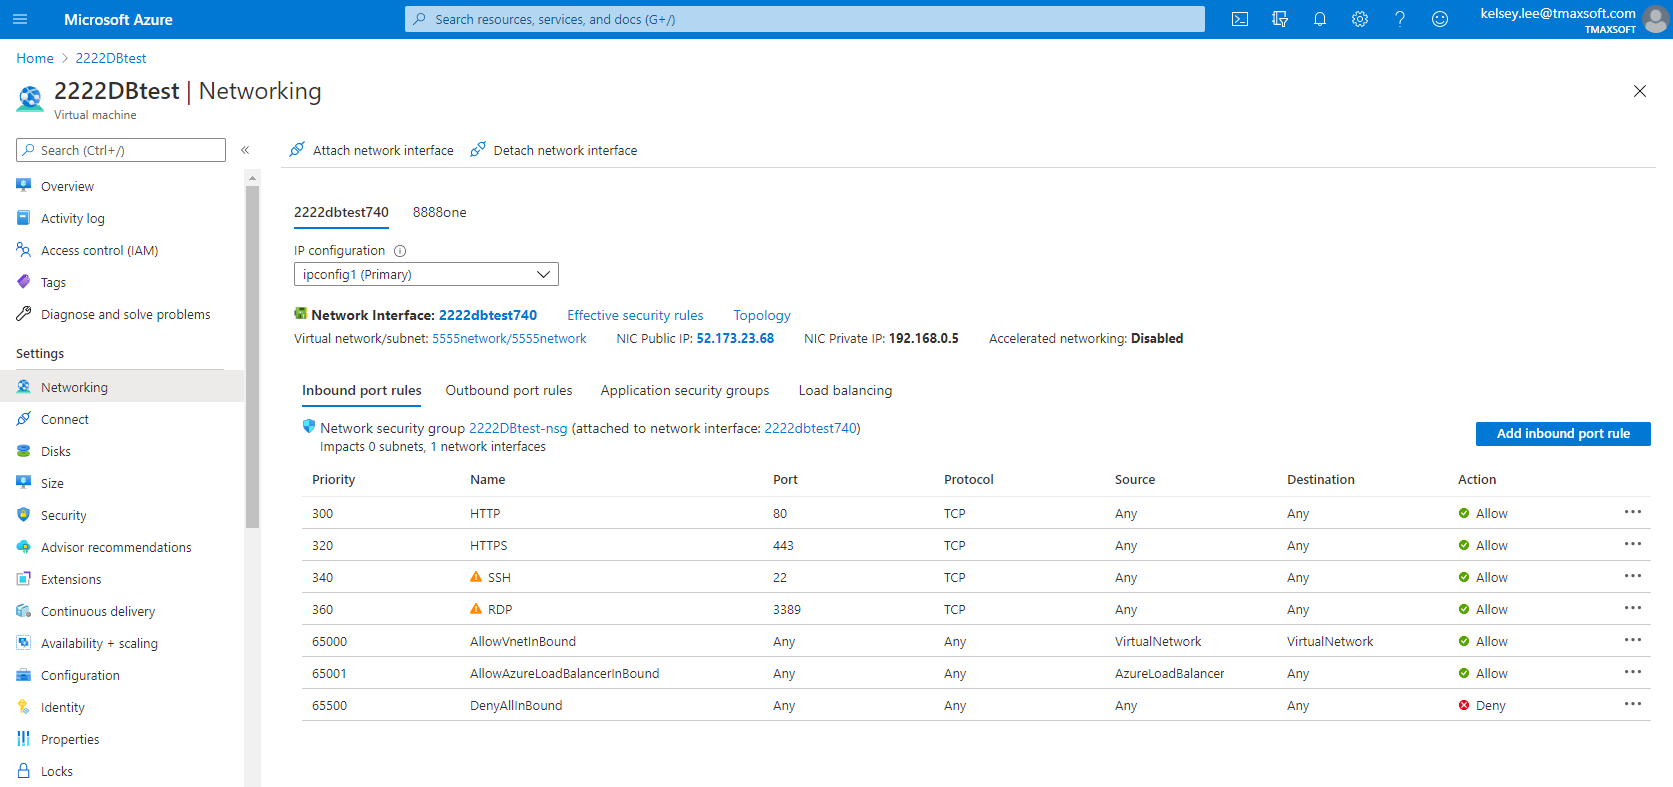 Microsoft Azure
Search resources, services, and docs (G+/)
kelsey.lee@tmaxsoft.com
TMAXSOFT
Home > 2222DBtest
2222DBtest | Networking
Virtual machine
Search (Ctrl+/)
«
Overview
Activity log
Access control (IAM)
Tags
Diagnose and solve problems
Settings
Networking
Connect
Disks
Size
Security
Advisor recommendations
Extensions
Continuous delivery
Availability + scaling
Configuration
Identity
Properties
Locks
Attach network interface Detach network interface
2222dbtest740 8888one
IP configuration
ipconfig1 (Primary)
Network Interface: 2222dbtest740 Effective security rules Topology
Virtual network/subnet: 5555network/5555network NIC Public IP: 52.173.23.68 NIC Private IP: 192.168.0.5 Accelerated networking: Disabled
Inbound port rules Outbound port rules Application security groups Load balancing
Network security group 2222DBtest-nsg (attached to network interface: 2222dbtest740)
Impacts 0 subnets, 1 network interfaces
Add inbound port rule
Priority Name Port Protocol Source Destination Action
300 HTTP 80 TCP Any Any Allow
320 HTTPS 443 TCP Any Any Allow
340 SSH 22 TCP Any Any Allow
360 RDP 3389 TCP Any Any Allow
65000 AllowVnetInBound Any Any VirtualNetwork VirtualNetwork Allow
65001 AllowAzureLoadBalancerInBound Any Any AzureLoadBalancer Any Allow
65500 DenyAllInBound Any Any Any Any Deny